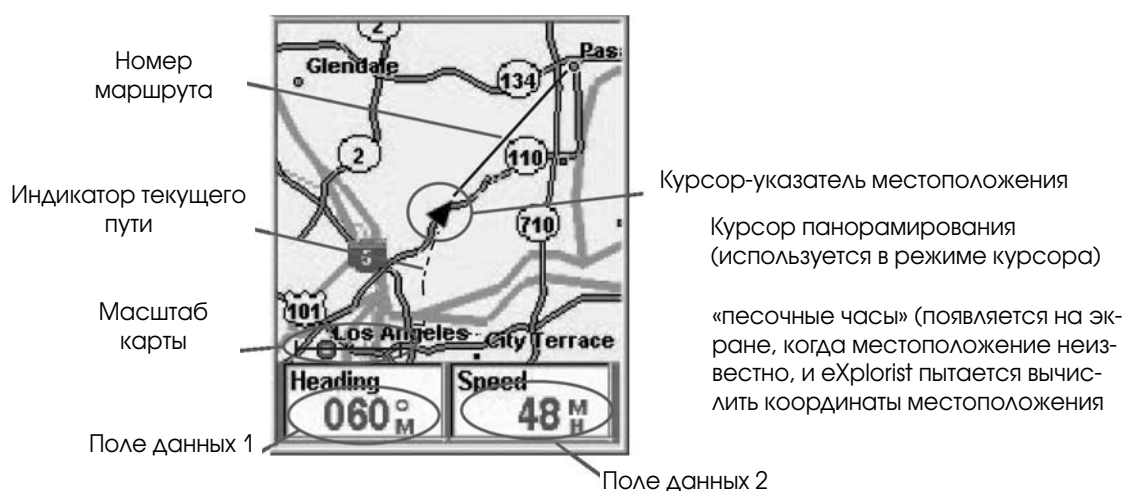 Номер
маршрута
Индикатор текущего
пути
Масштаб
карты
Поле данных 1
2
Glendale
Pas
134
2
110
710
5
101
Los Angeles
City Terrace
Heading
060 ° M
Speed
48 M H
Курсор-указатель местоположения
Курсор панорамирования
(используется в режиме курсора)
«песочные часы» (появляется на эк-
ране, когда местоположение неиз-
вестно, и eXplorist пытается вычис-
лить координаты местоположения
Поле данных 2